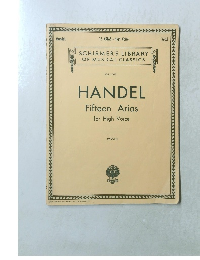 SCHIRMER'S LIBRARY
OF MUSICAL CLASSICS
HANDEL
Fifteen Arias
for High Voice